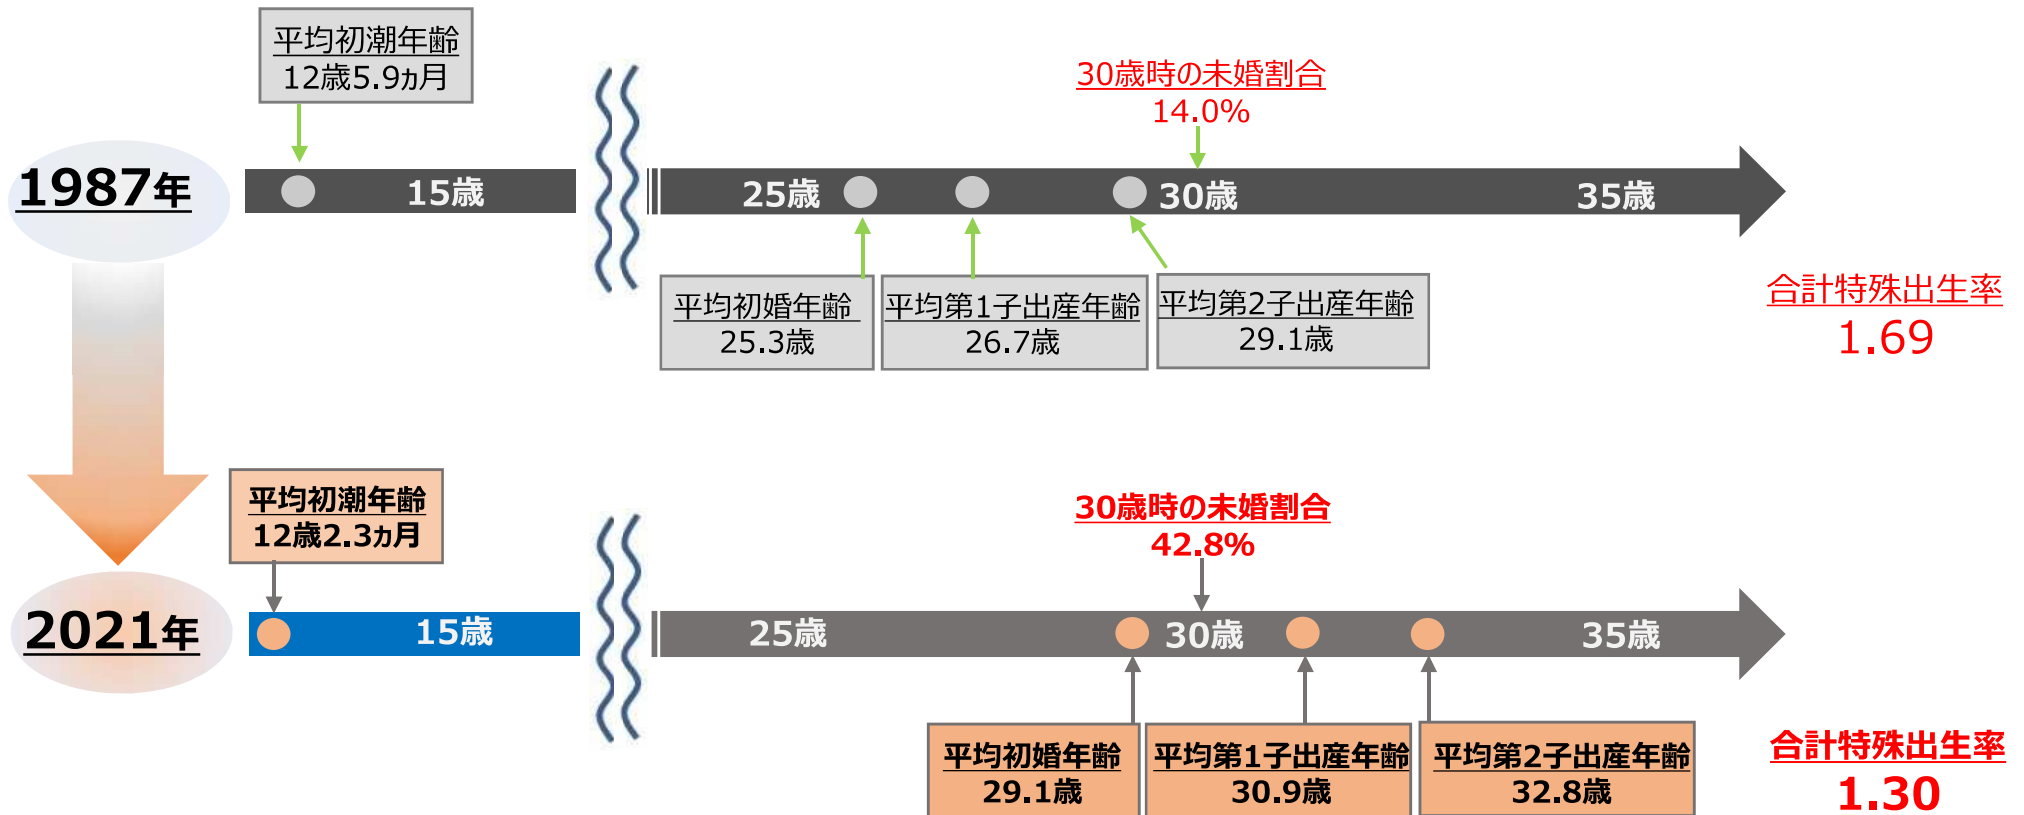 平均初潮年齢
12歳5.9ヵ月
30歳時の未婚割合
14.0%
1987年
15歳
25歳
30歳
35歳
平均初婚年齢
25.3歳
平均第1子出産年齢
26.7歳
平均第2子出産年齢
29.1歳
合計特殊出生率
1.69
平均初潮年齢
12歳2.3ヵ月
30歳時の未婚割合
42.8%
2021年
15歳
25歳
30歳
35歳
平均初婚年齢
29.1歳
平均第1子出産年齢
30.9歳
平均第2子出産年齢
32.8歳
合計特殊出生率
1.30